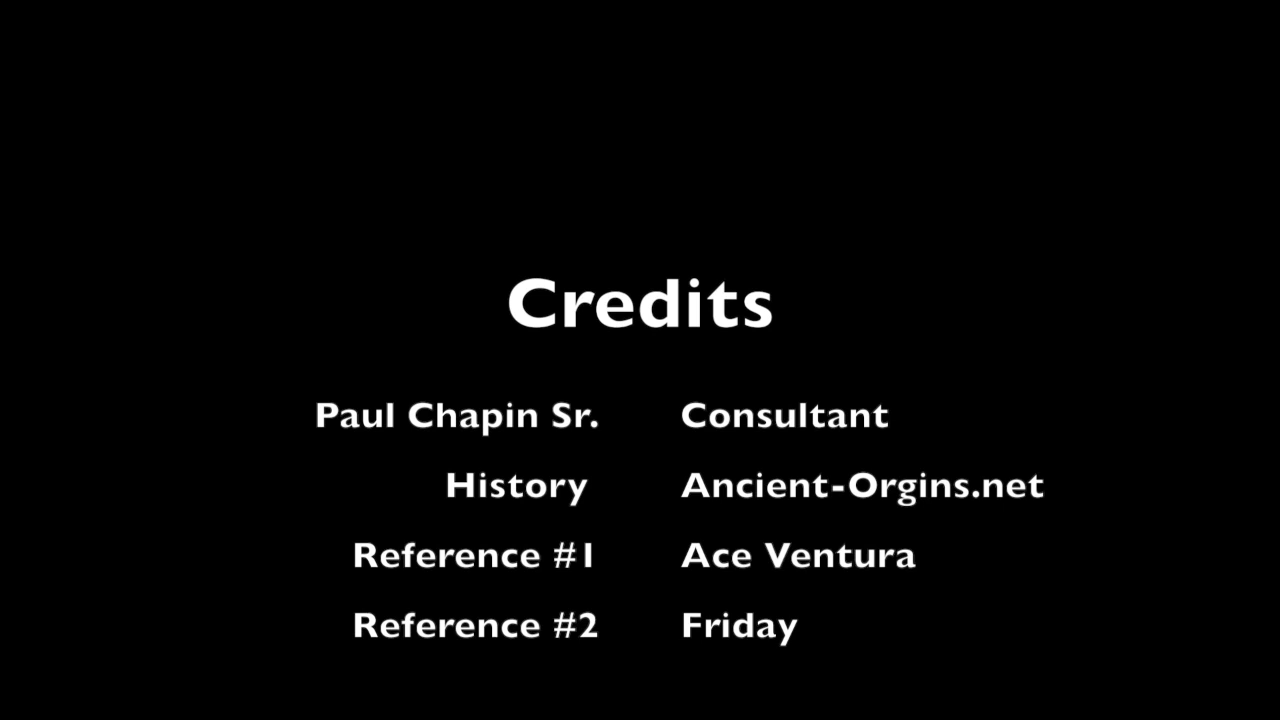 Credits
Paul Chapin Sr. Consultant
History Ancient-Orgins.net
Reference #1 Ace Ventura
Reference #2 Friday